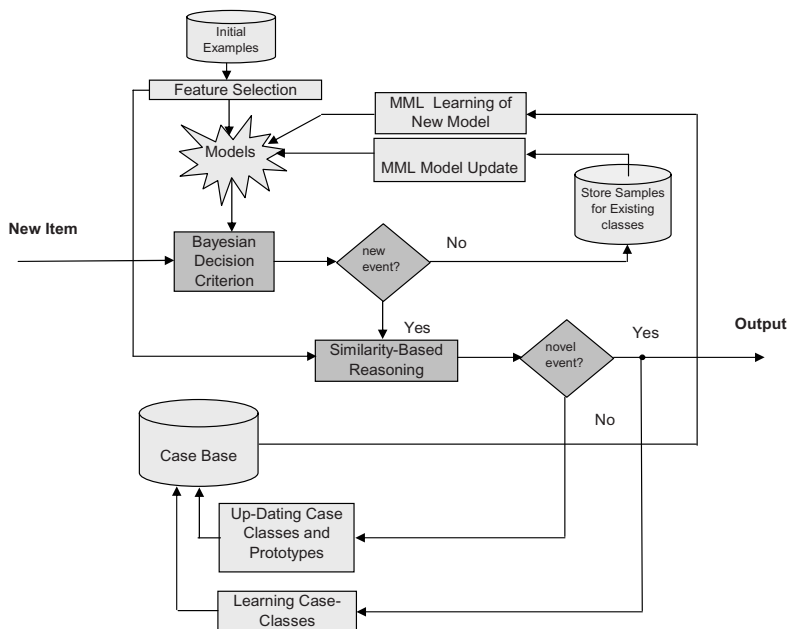 Initial
Examples
Feature Selection
MML Learning of
New Model
Models
MML Model Update
Store Samples
for Existing
classes
New Item
Bayesian
Decision
Criterion
new
event?
No
Yes
Similarity-Based
Reasoning
novel
event?
Yes
Output
No
Case Base
Up-Dating Case
Classes and
Prototypes
Learning Case-
Classes